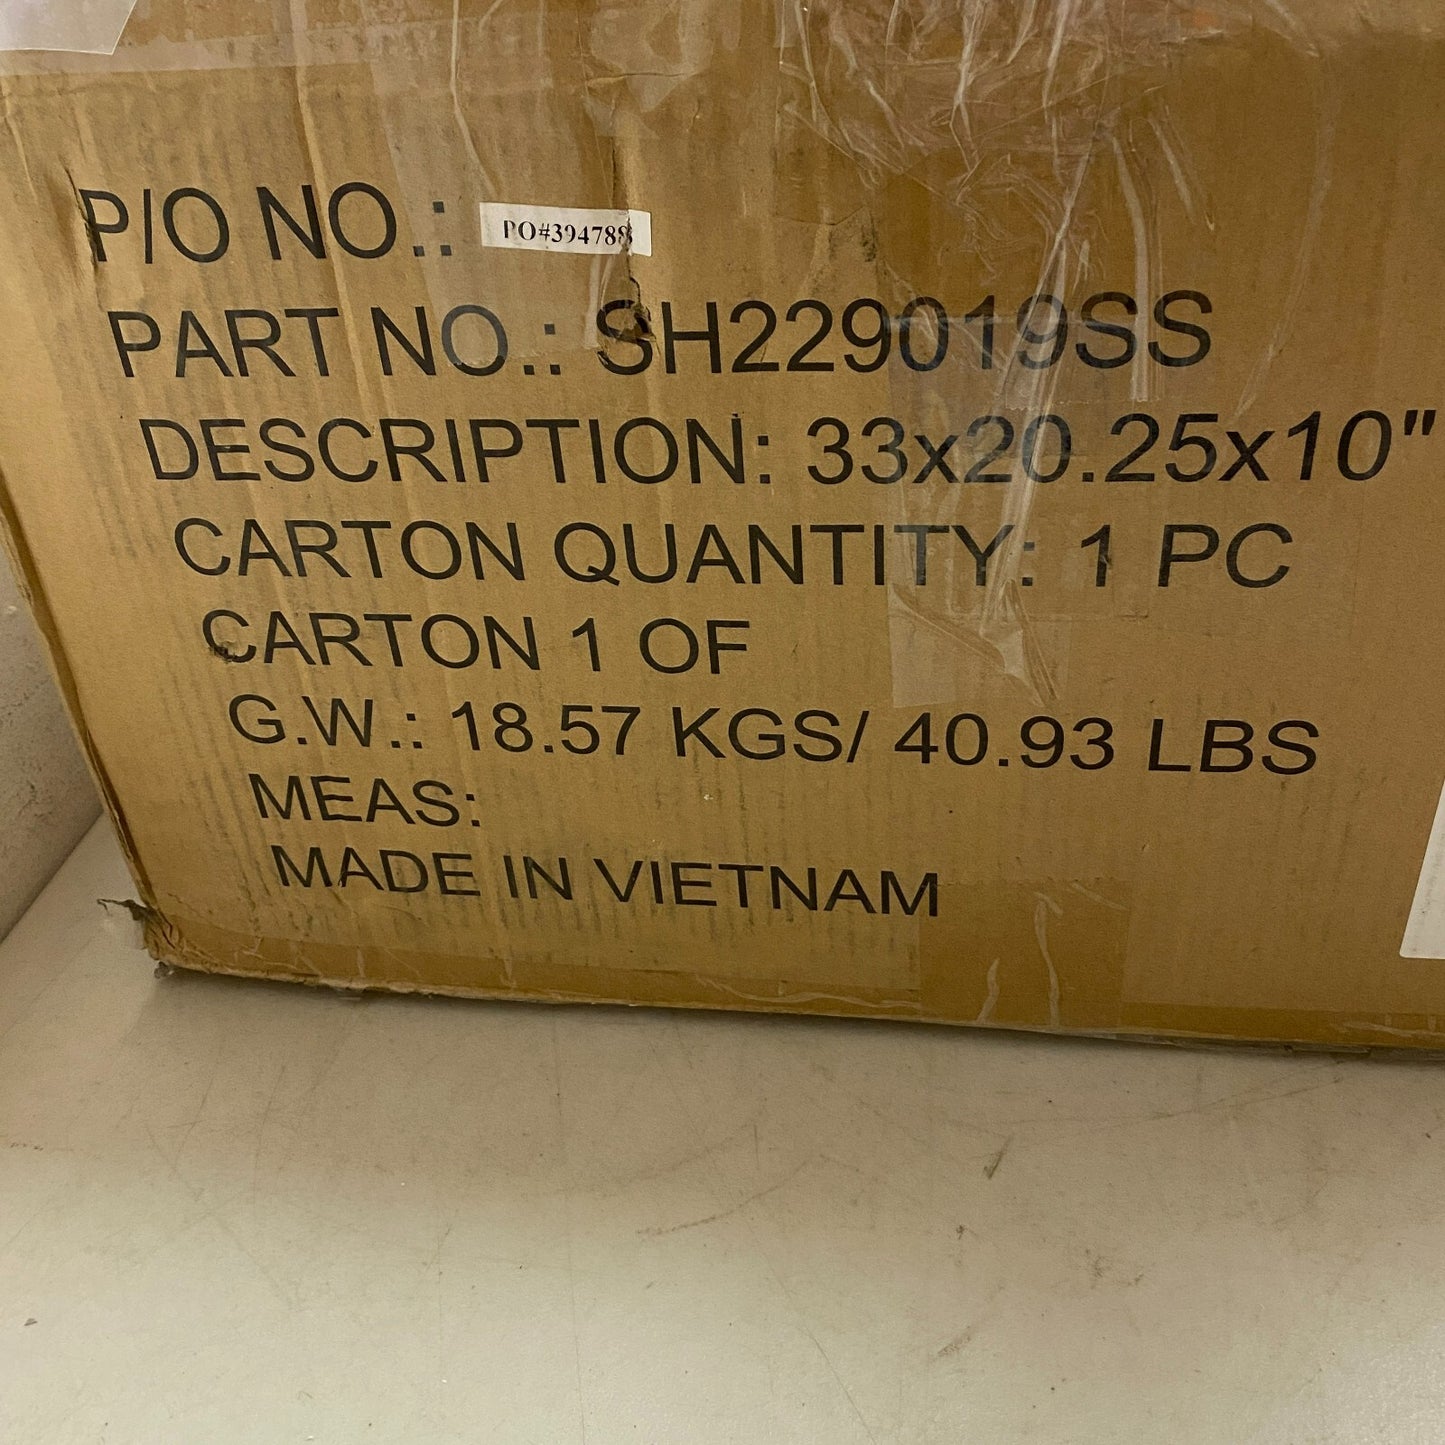 P/O NO.: PO#394788
PART NO.: SH229019SS
DESCRIPTION: 33x20.25x10"
CARTON QUANTITY: 1 PC
CARTON 1 OF
G.W.: 18.57 KGS/ 40.93 LBS
MEAS:
MADE IN VIETNAM